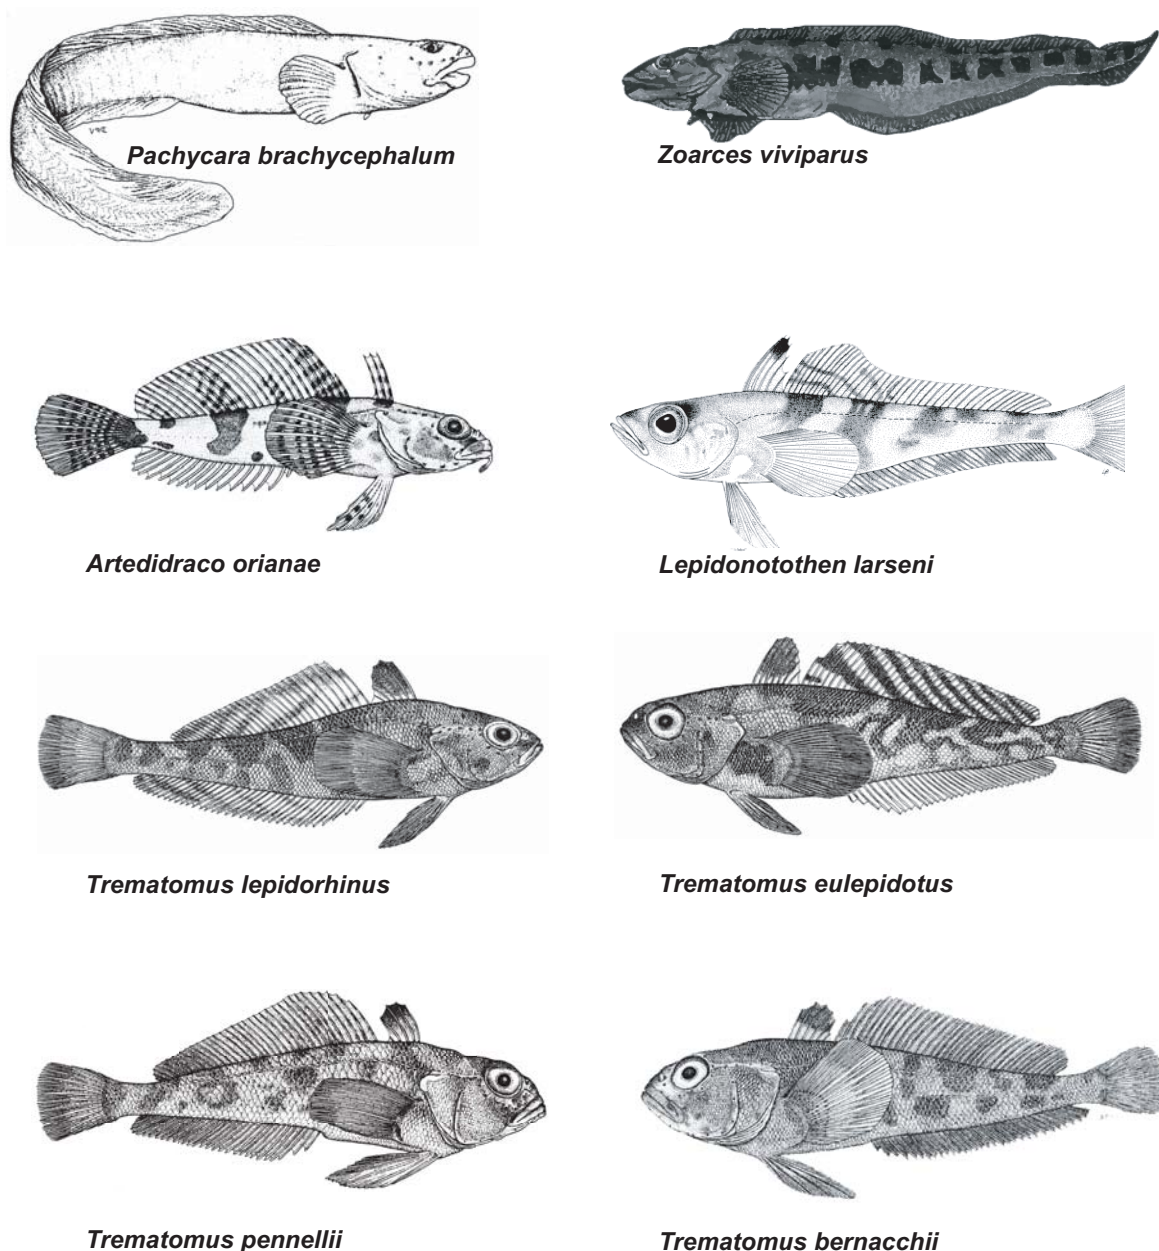 Pachycara brachycephalum
Zoarces viviparus
Artedidraco orianae
Lepidonotothen larseni
Trematomus lepidorhinus
Trematomus eulepidotus
Trematomus pennellii
Trematomus bernacchii